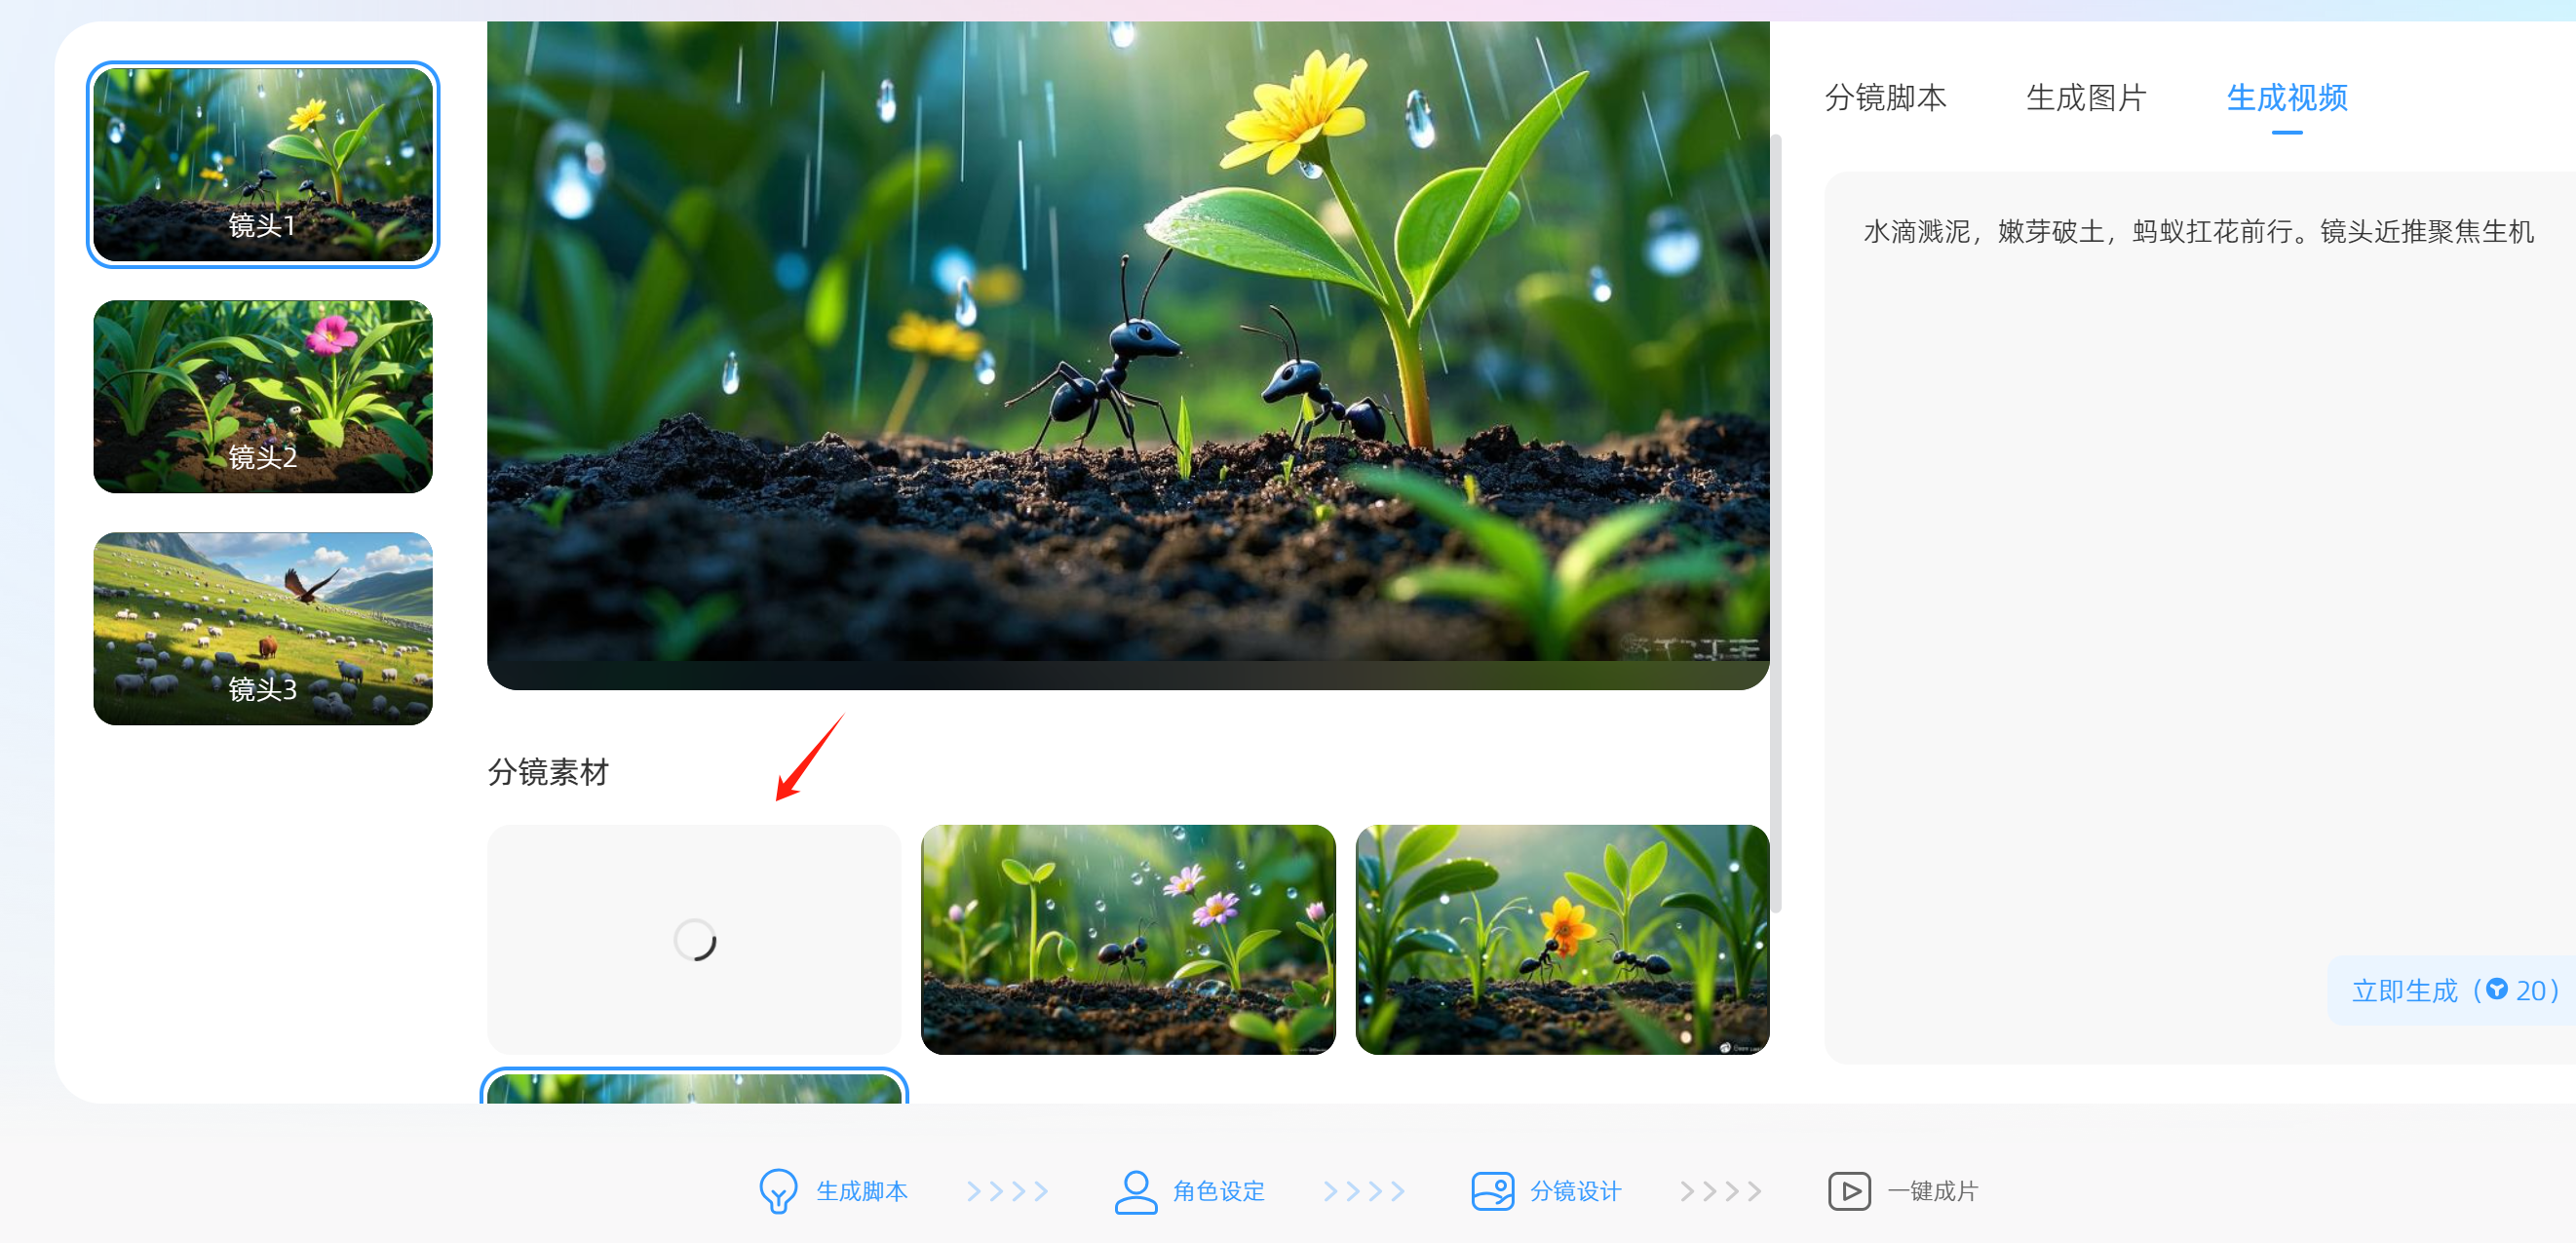 镜头1
镜头2
镜头3
分镜素材
分镜脚本 生成图片 生成视频
水滴溅泥，嫩芽破土，蚂蚁扛花前行。镜头近推聚焦生机
立即生成（ 20）
生成脚本 角色设定 分镜设计 一键成片